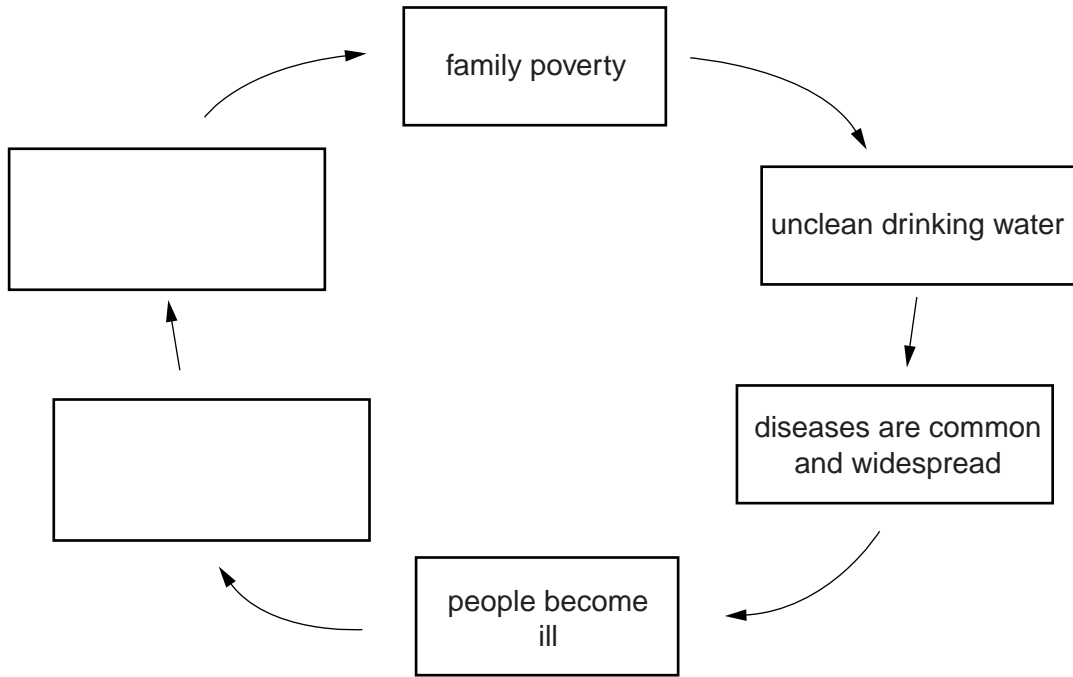 family poverty
unclean drinking water
diseases are common
and widespread
people become
ill